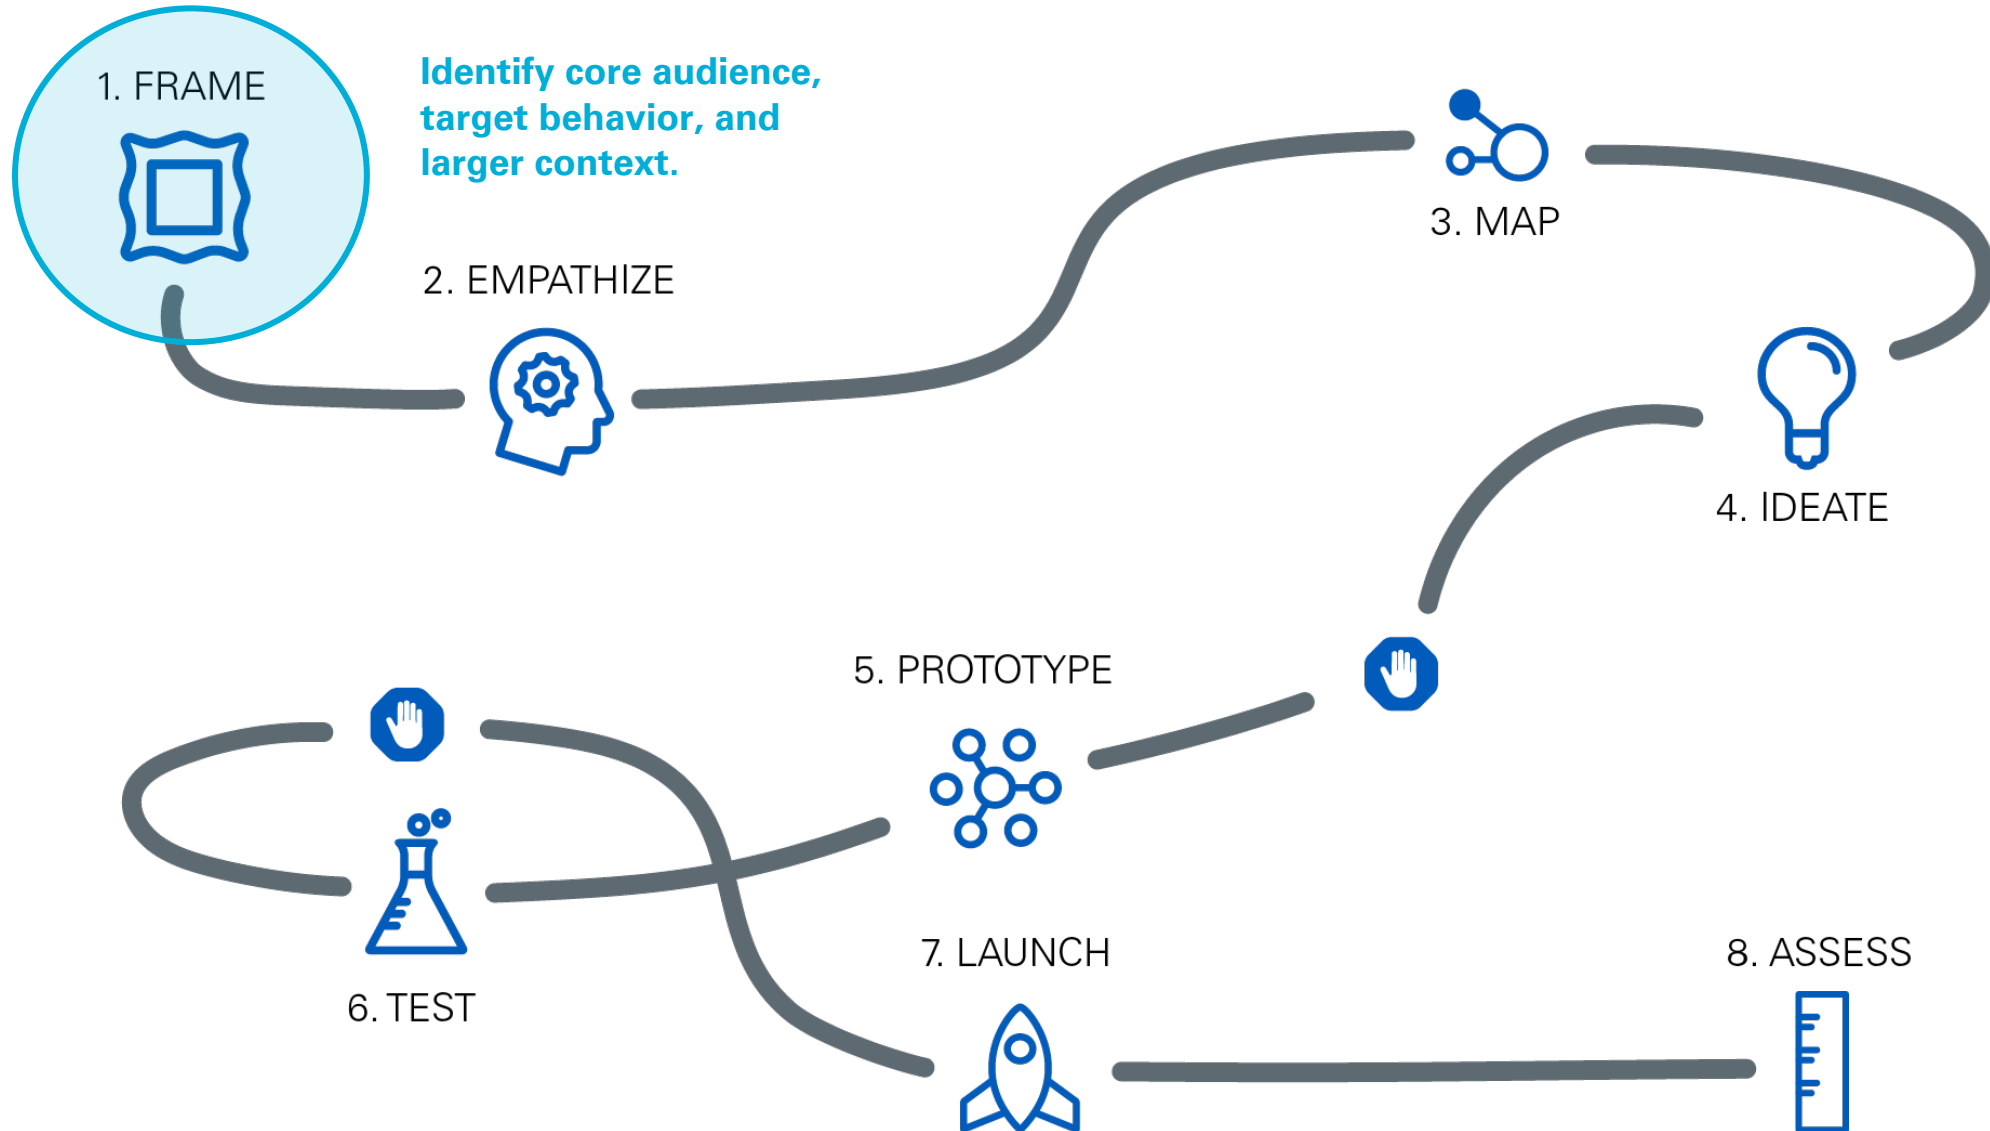 1. FRAME
Identify core audience,
target behavior, and
larger context.
2. EMPATHIZE
3. MAP
4. IDEATE
5. PROTOTYPE
6. TEST
7. LAUNCH
8. ASSESS